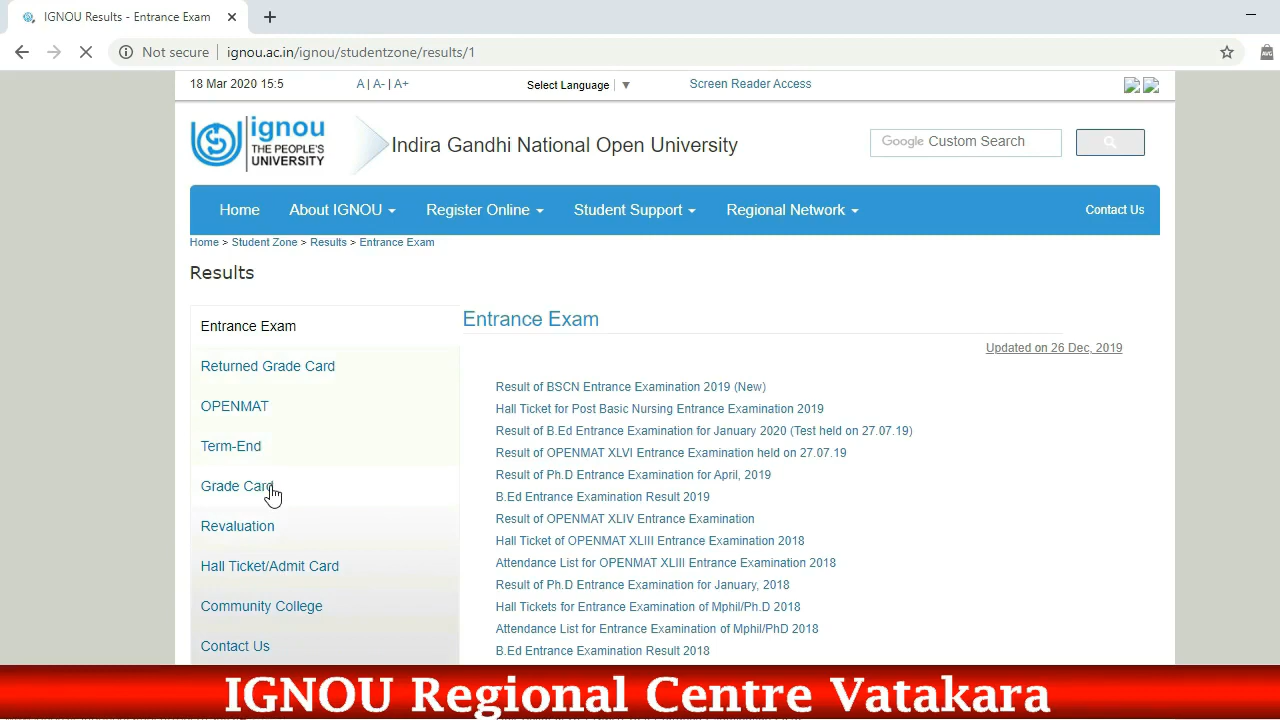 IGNOU Results - Entrance Exam
Not secure
ignou.ac.in/ignou/studentzone/results/1
AVG
18 Mar 2020 15:5
A | A- | A+
Select Language ▼
Screen Reader Access
ignou
THE PEOPLE'S
UNIVERSITY
Indira Gandhi National Open University
Google Custom Search
Home
About IGNOU
Register Online
Student Support
Regional Network
Contact Us
Home > Student Zone > Results > Entrance Exam
Results
Entrance Exam
Returned Grade Card
OPENMAT
Term-End
Grade Card
Revaluation
Hall Ticket/Admit Card
Community College
Contact Us
Entrance Exam
Updated on 26 Dec, 2019
Result of BSCN Entrance Examination 2019 (New)
Hall Ticket for Post Basic Nursing Entrance Examination 2019
Result of B.Ed Entrance Examination for January 2020 (Test held on 27.07.19)
Result of OPENMAT XLVI Entrance Examination held on 27.07.19
Result of Ph.D Entrance Examination for April, 2019
B.Ed Entrance Examination Result 2019
Result of OPENMAT XLIV Entrance Examination
Hall Ticket of OPENMAT XLIII Entrance Examination 2018
Attendance List for OPENMAT XLIII Entrance Examination 2018
Result of Ph.D Entrance Examination for January, 2018
Hall Tickets for Entrance Examination of Mphil/Ph.D 2018
Attendance List for Entrance Examination of Mphil/PhD 2018
B.Ed Entrance Examination Result 2018
IGNOU Regional Centre Vatakara